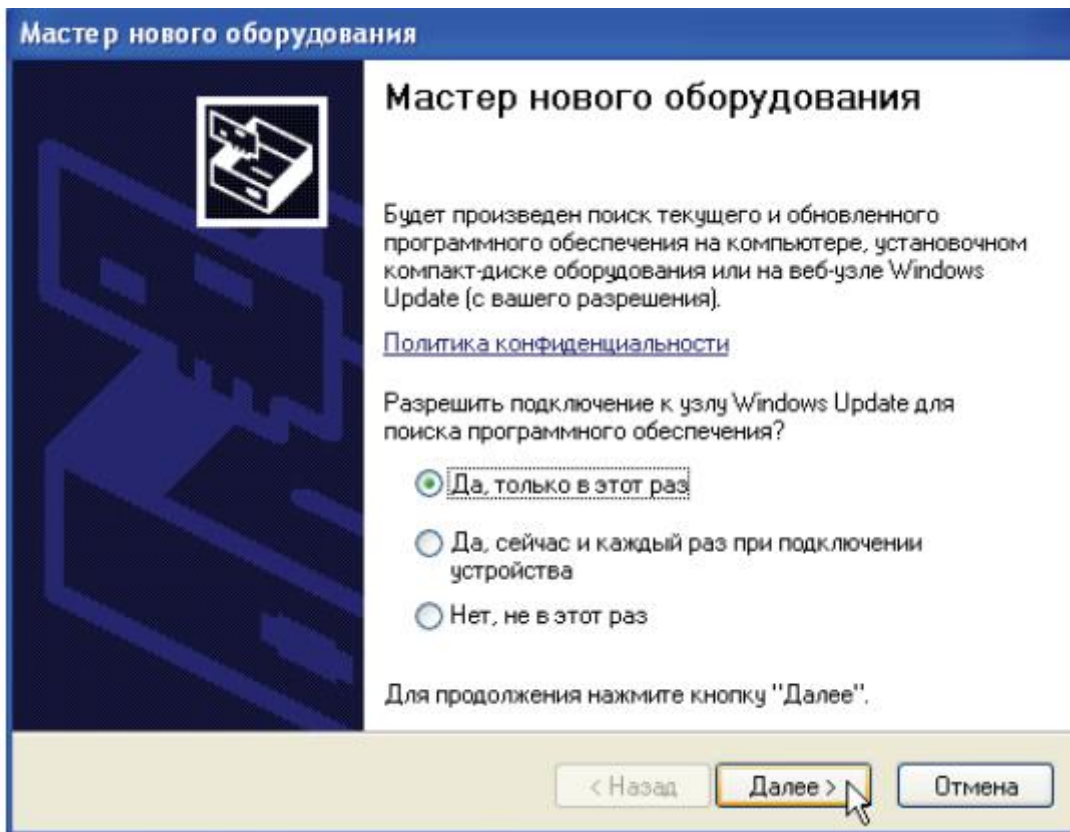 Мастер нового оборудования
Мастер нового оборудования
Будет произведен поиск текущего и обновленного
программного обеспечения на компьютере, установочном
компакт-диске оборудования или на веб-узле Windows
Update (с вашего разрешения).
Политика конфиденциальности
Разрешить подключение к узлу Windows Update для
поиска программного обеспечения?
Да, только в этот раз
Да, сейчас и каждый раз при подключении
устройства
Нет, не в этот раз
Для продолжения нажмите кнопку "Далее".
< Назад Далее > Отмена